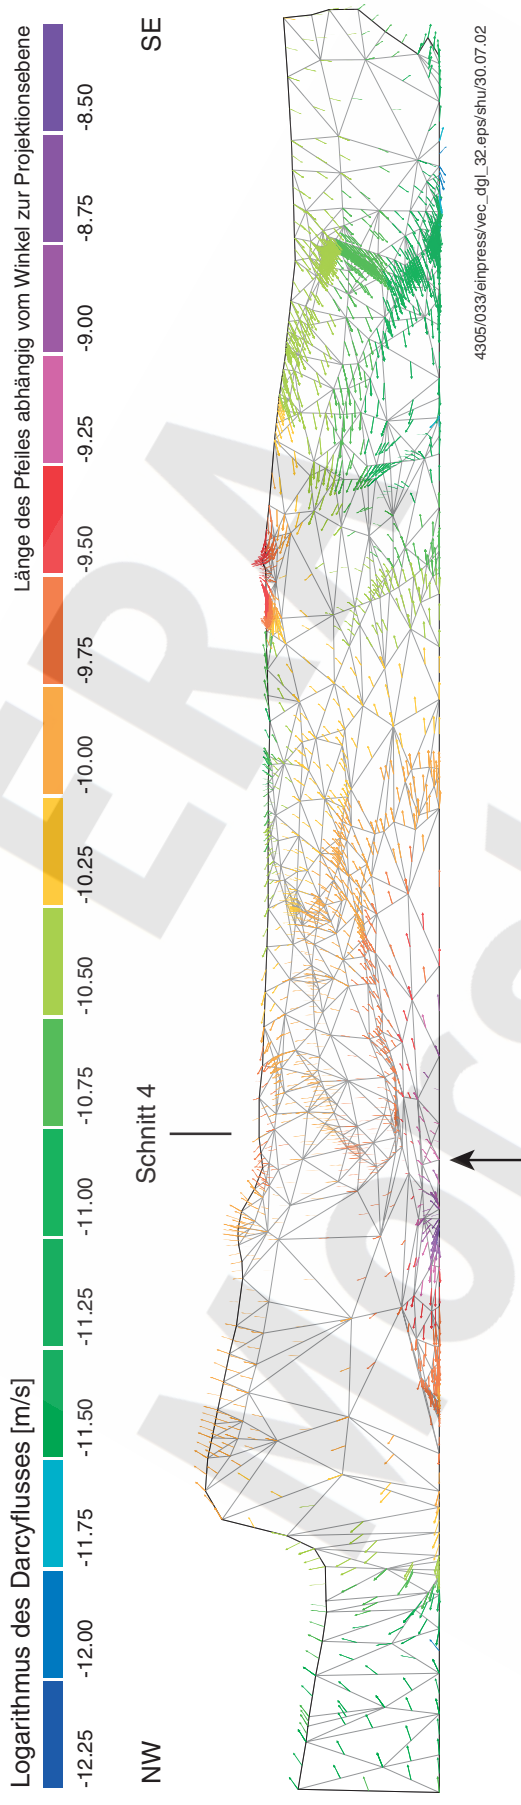 Logarithmus des Darcyflusses [m/s]
Länge des Pfeiles abhängig vom Winkel zur Projektionsebene
-12.25 -12.00 -11.75 -11.50 -11.25 -11.00 -10.75 -10.50 -10.25 -10.00 -9.75 -9.50 -9.25 -9.00 -8.75 -8.50
NW
Schnitt 4
SE
4305/033/einpress/vec_dgl_32.eps/shu/30.07.02
ERA